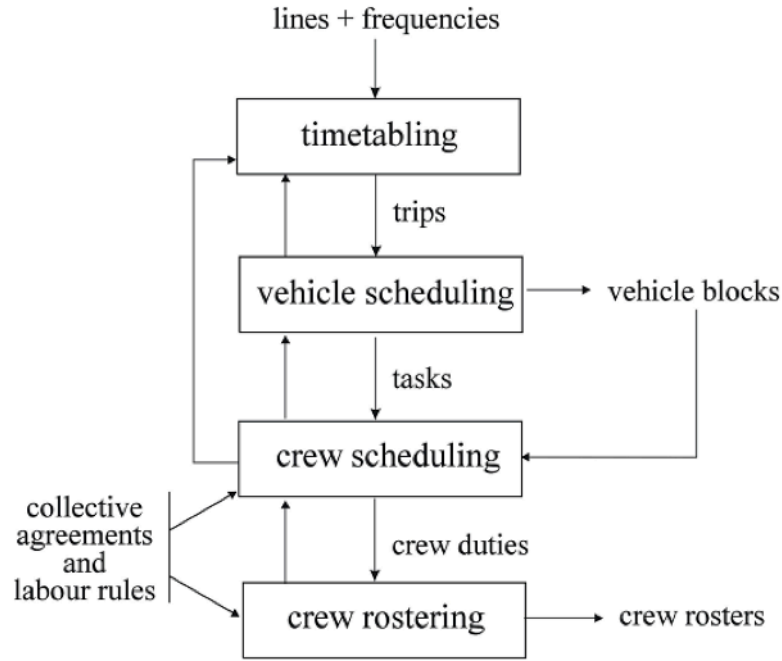 lines + frequencies
timetabling
trips
vehicle scheduling
vehicle blocks
tasks
crew scheduling
collective
agreements
and
labour rules
crew duties
crew rostering
crew rosters